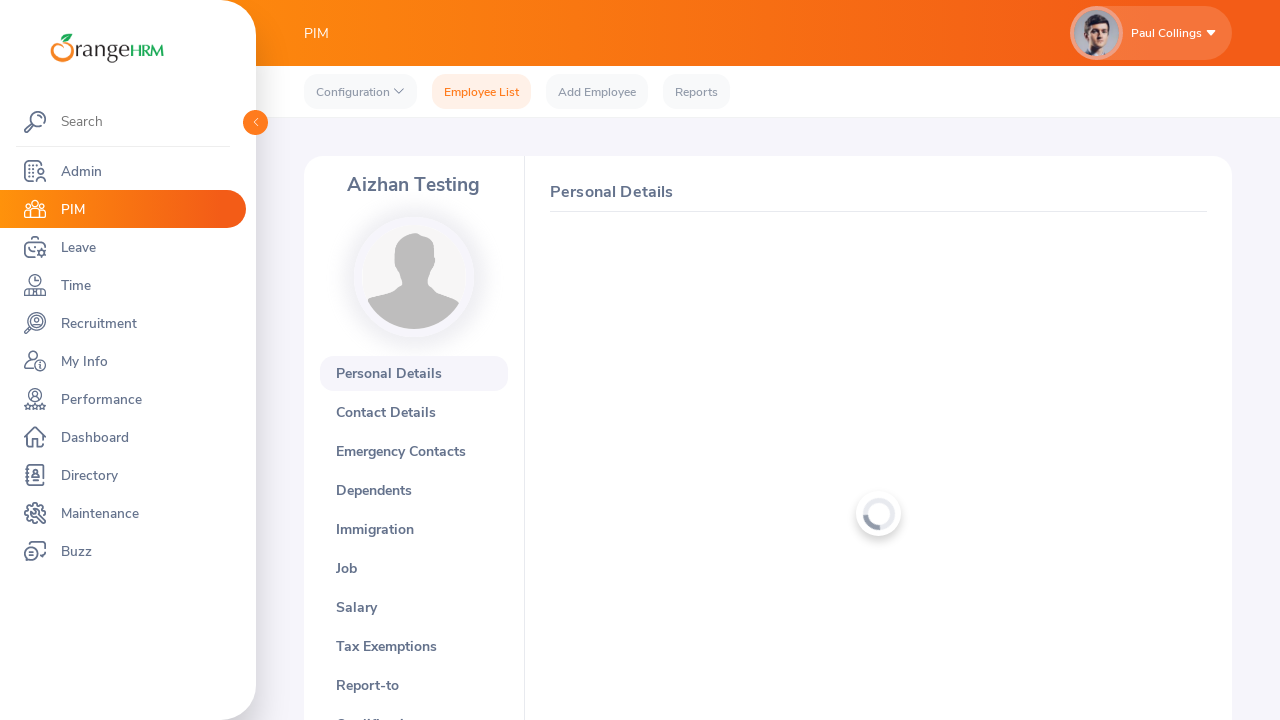 OrangeHRM
Search
Admin
PIM
Leave
Time
Recruitment
My Info
Performance
Dashboard
Directory
Maintenance
Buzz
PIM
Paul Collings
Configuration
Employee List
Add Employee
Reports
Aizhan Testing
Personal Details
Contact Details
Emergency Contacts
Dependents
Immigration
Job
Salary
Tax Exemptions
Report-to
Personal Details